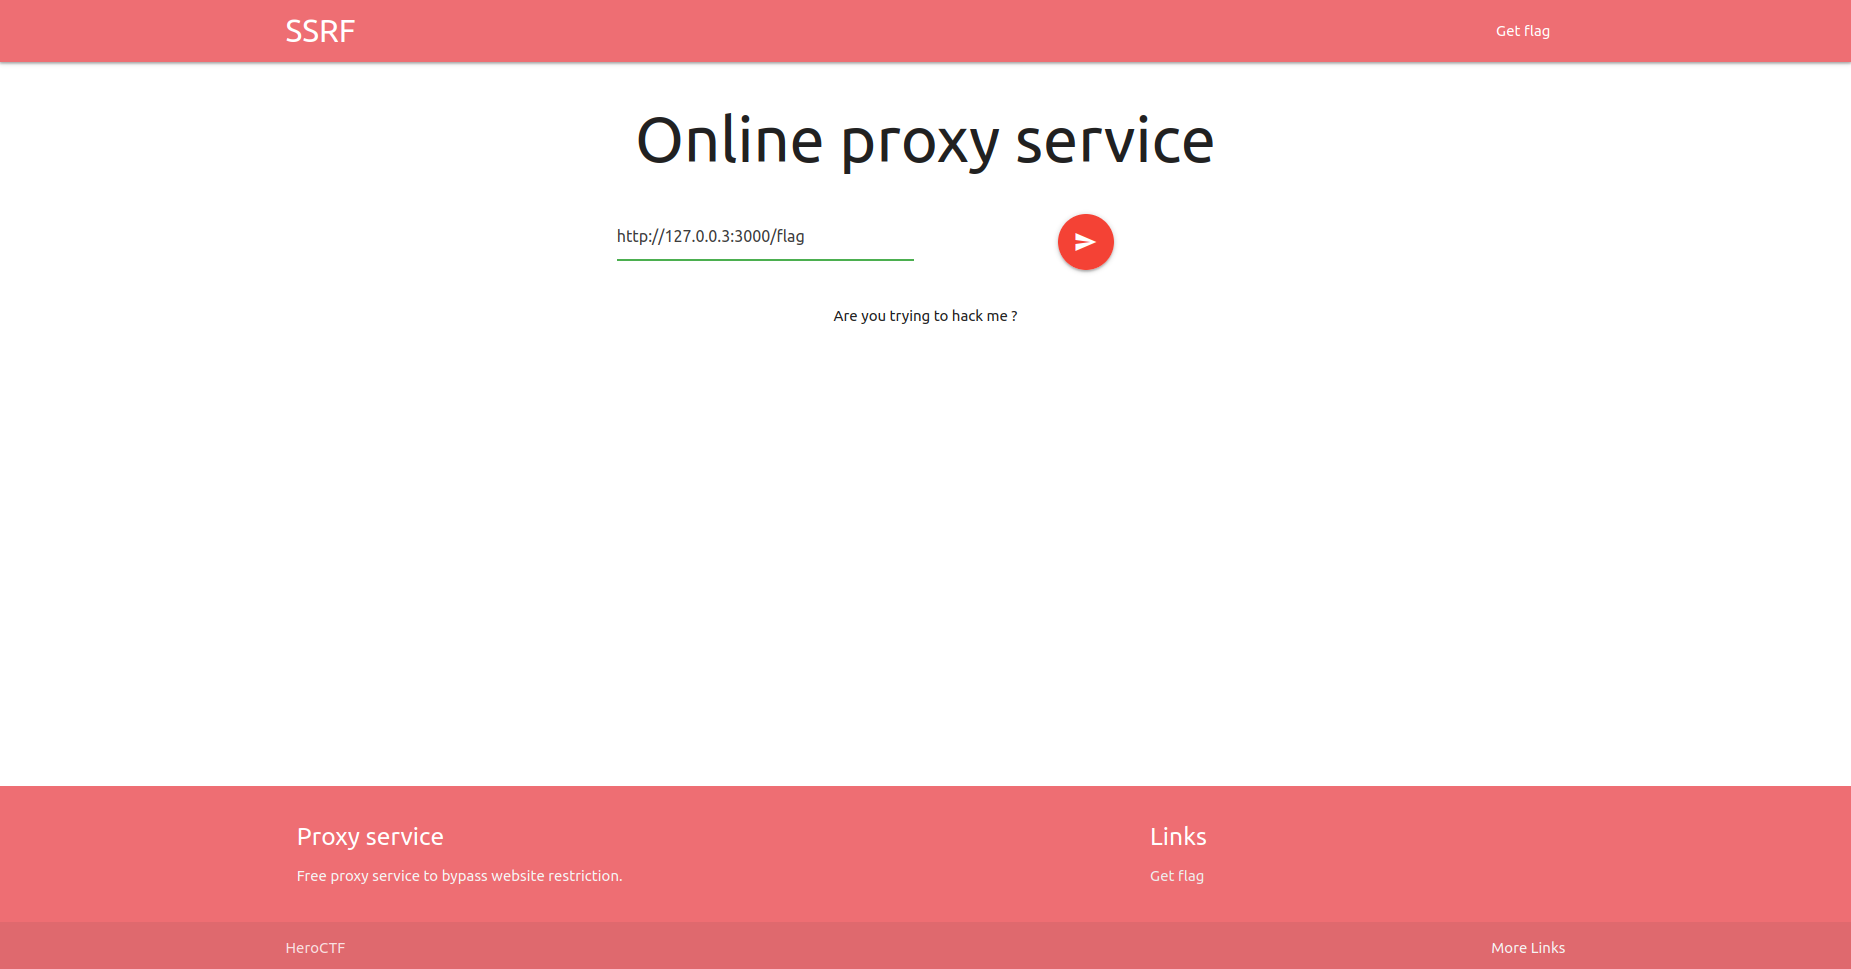 SSRF
Get flag
Online proxy service
http://127.0.0.3:3000/flag
Are you trying to hack me ?
Proxy service
Links
Free proxy service to bypass website restriction.
Get flag
HeroCTF
More Links